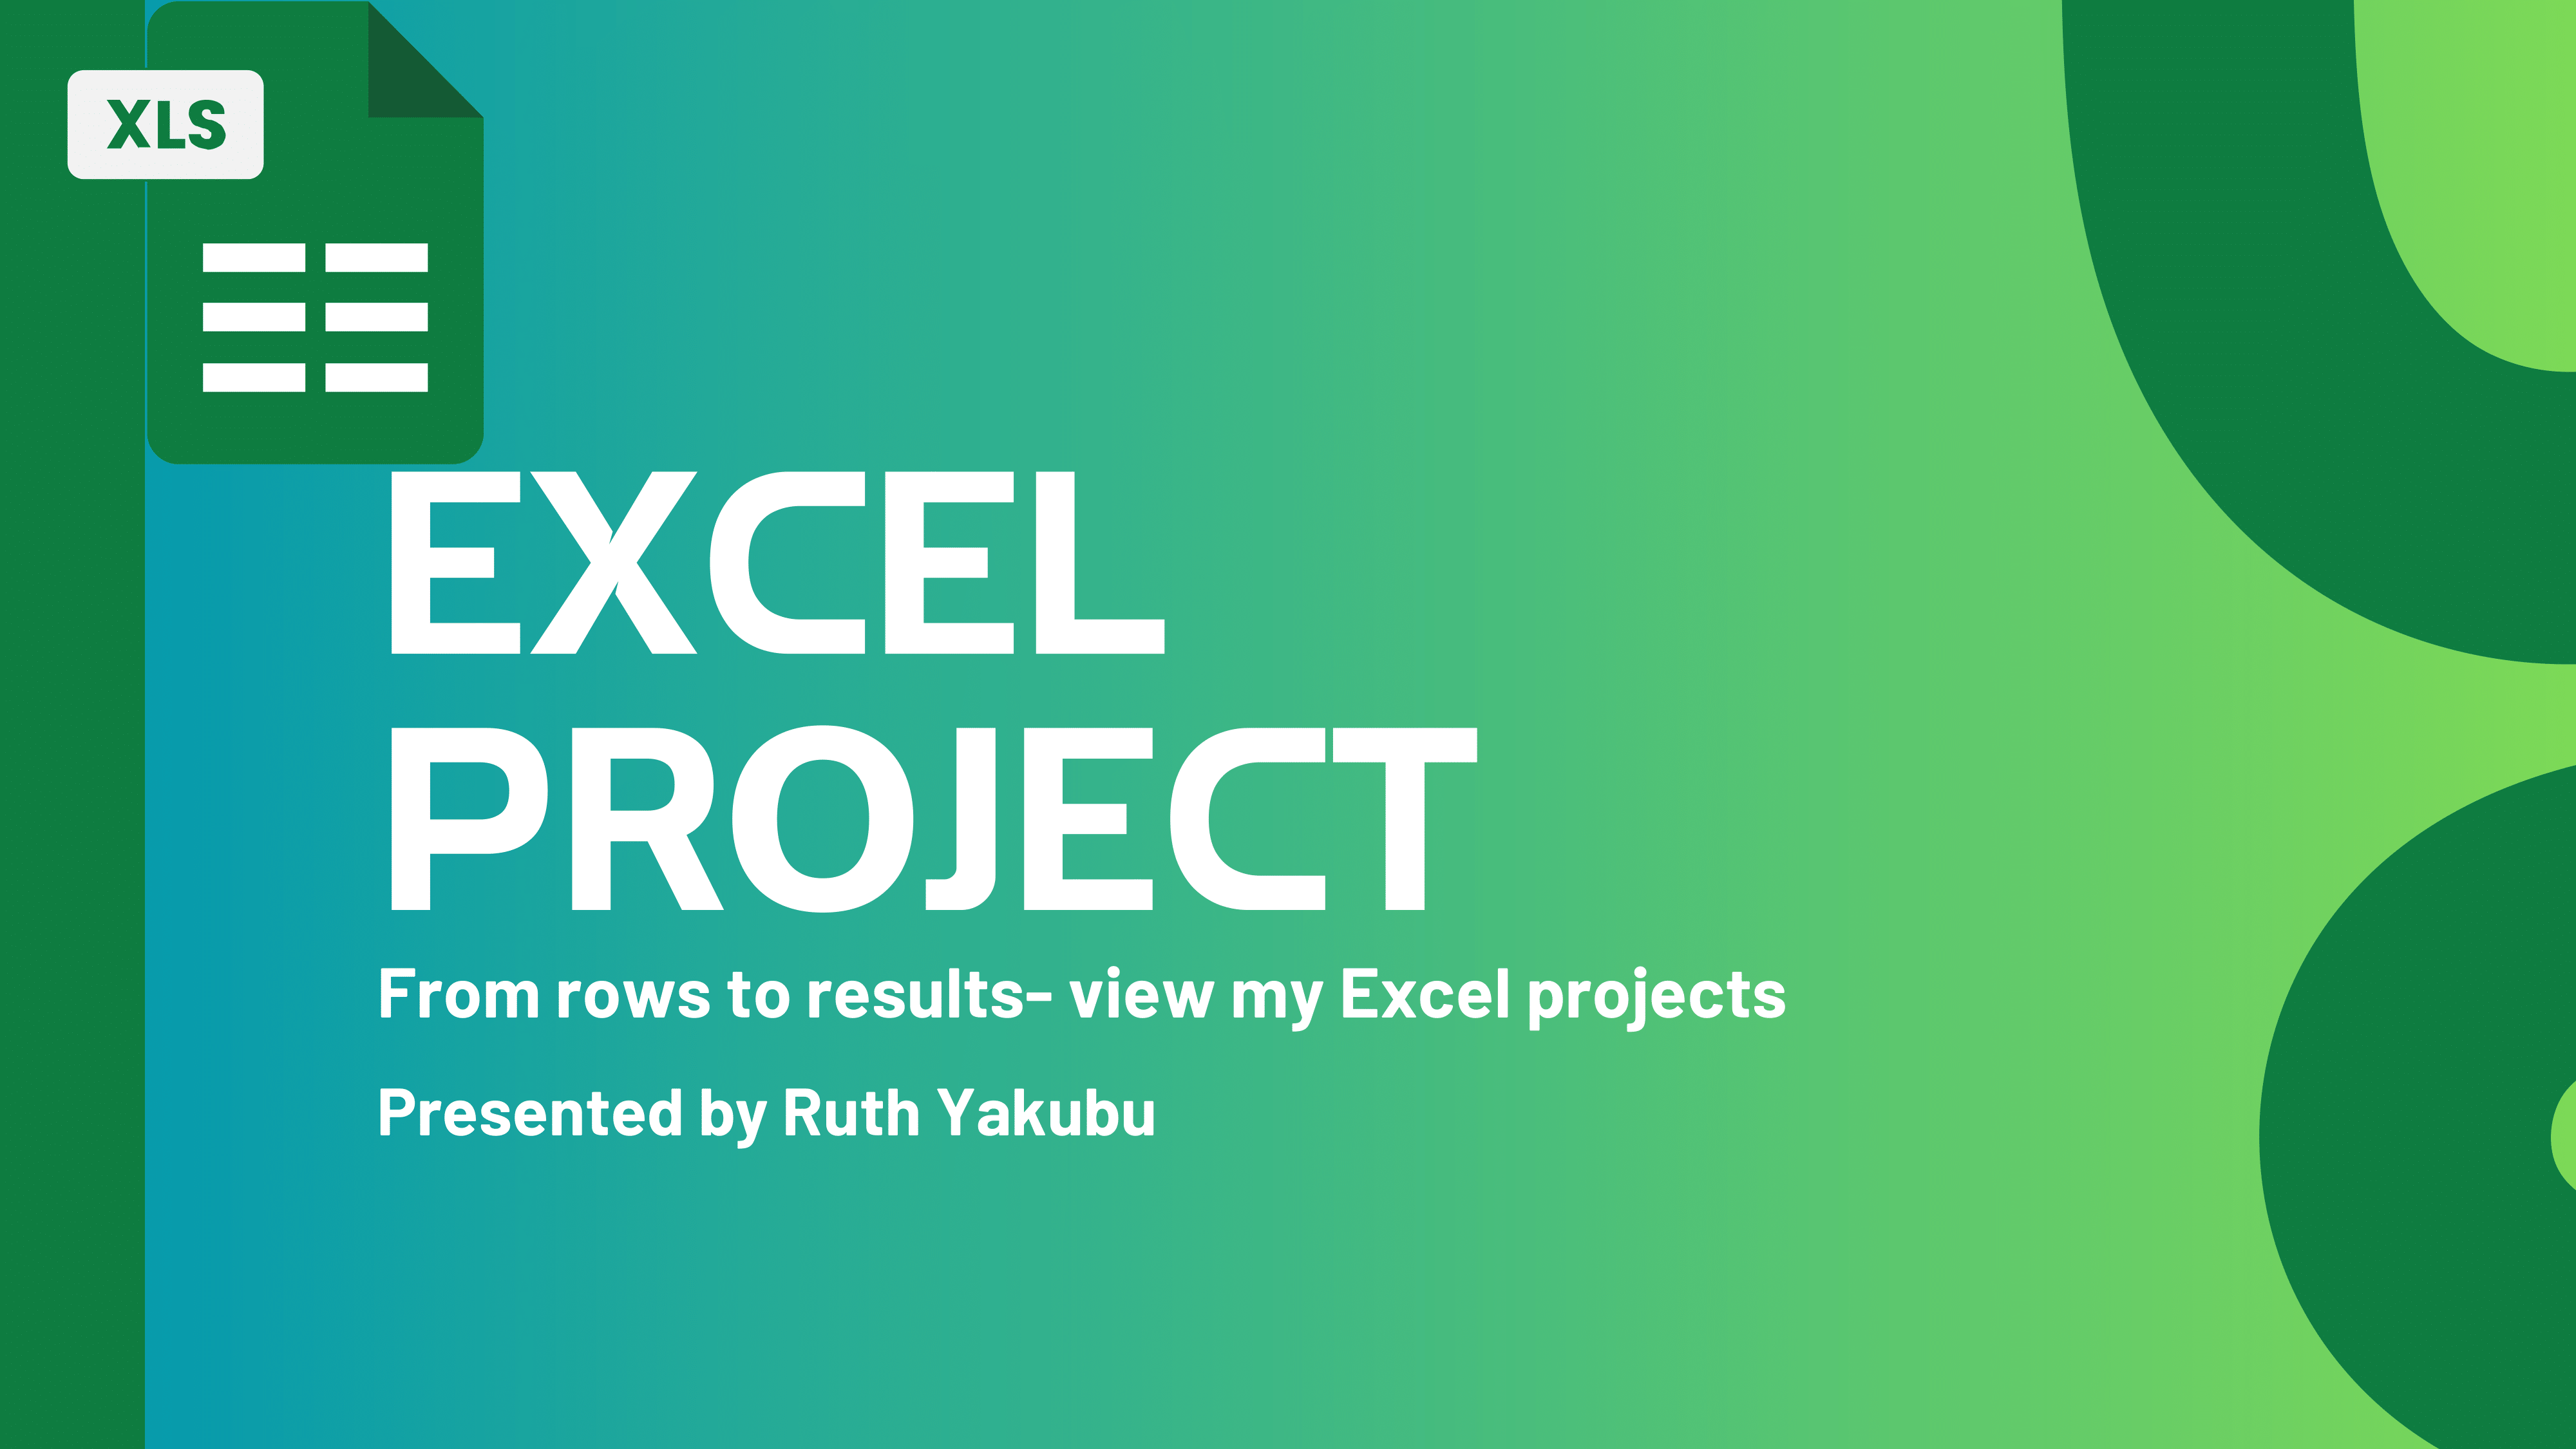 XLS
EXCEL
PROJECT
From rows to results- view my Excel projects
Presented by Ruth Yakubu